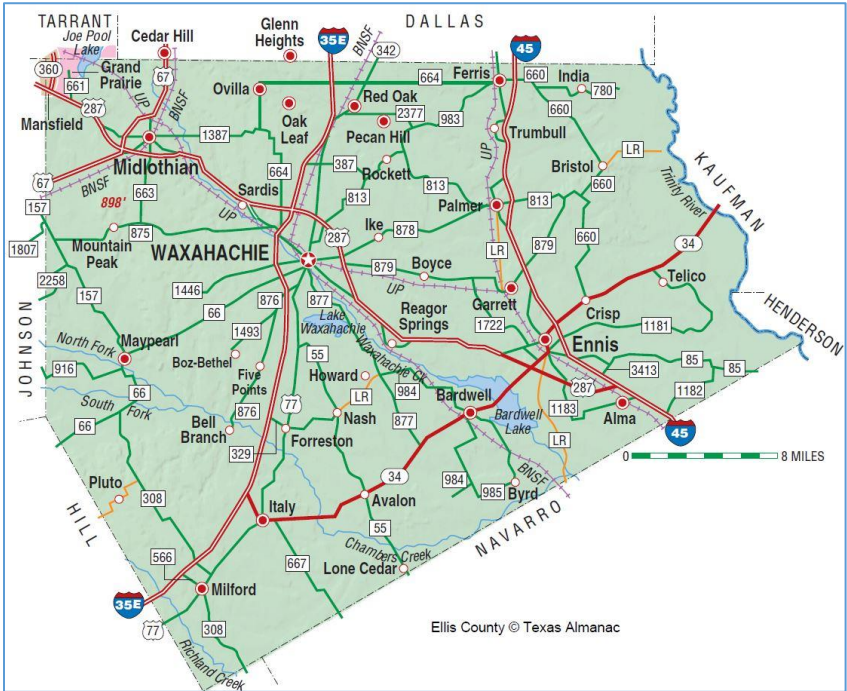 TARRANT
Joe Pool
Lake
Cedar Hill
Glenn
Heights
35E
DALLAS
BNSF
342
45
360
661
Grand
Prairie
67
UP
BNSF
Ovilla
664
Ferris
660
India
780
287
Mansfield
Oak
Leaf
Red Oak
2377
983
Pecan Hill
660
Trumbull
1387
Midlothian
664
387
Rockett
UP
Bristol
LR
KAUFMAN
67
BNSF
663
Sardis
813
813
660
Trinity River
157
898'
UP
Palmer
813
34
1807
Mountain
Peak
875
WAXAHACHIE
287
Ike
878
LR
879
660
2258
157
1446
66
876
877
879
Boyce
UP
Garrett
Telico
Crisp
HENDERSON
JOHNSON
North Fork
Maypearl
1493
Lake
Waxahachie
Reagor
Springs
1722
1181
Ennis
Boz-Bethel
Five
Points
55
Waxahachie Ck
85
85
916
66
Howard
LR
984
3413
287
1182
South Fork
66
876
77
Nash
877
Bardwell
Bardwell
Lake
1183
Alma
Bell
Branch
Forreston
45
329
LR
0
8 MILES
Pluto
308
34
984
BNSF
985
Byrd
Italy
Avalon
HILL
55
NAVARRO
Chambers Creek
566
667
Lone Cedar
35E
Milford
77
308
Richland Creek
Ellis County © Texas Almanac